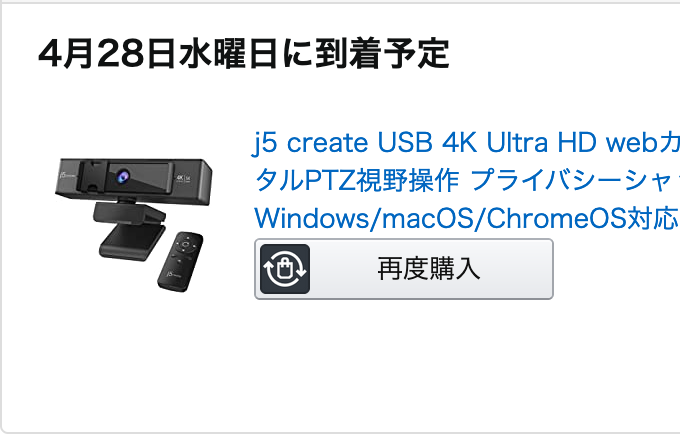 4月28日水曜日に到着予定
j5 create USB 4K Ultra HD webカ
タルPTZ視野操作 プライバシーシャッ
Windows/macOS/ChromeOS対応
再度購入